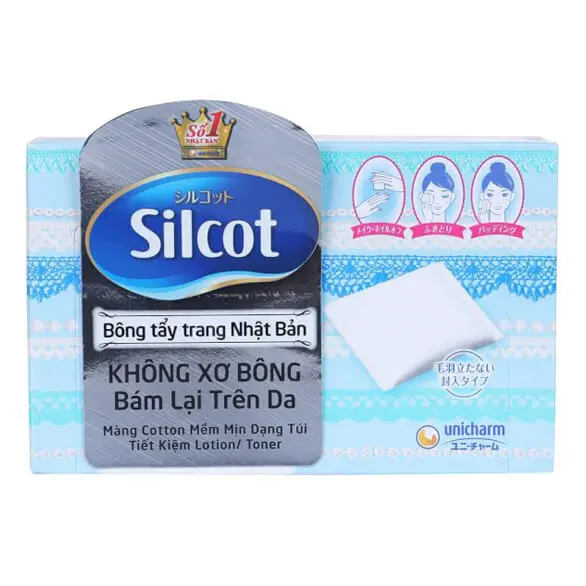 Số 1
NHẬT BẢN*
unicharm
シルコット
Silcot
Bông tẩy trang Nhật Bản
KHÔNG XƠ BÔNG
Bám Lại Trên Da
Màng Cotton Mềm Mịn Dạng Túi
Tiết Kiệm Lotion/ Toner
メイク・ネイルオフ
ふきとり
パッティング
毛羽立たない
封入タイプ
unicharm
ユニ・チャーム